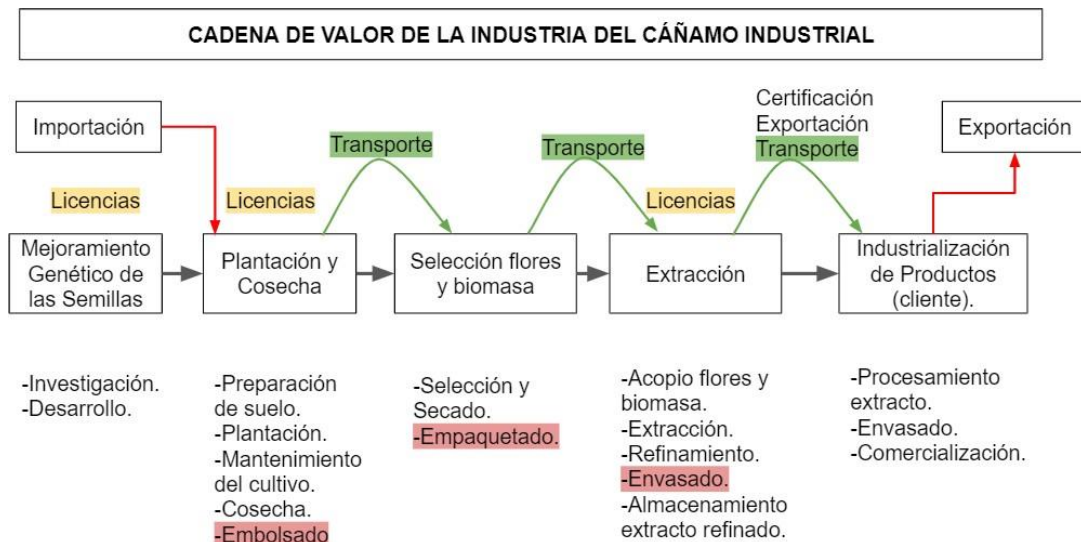 CADENA DE VALOR DE LA INDUSTRIA DEL CÁÑAMO INDUSTRIAL
Importación
Transporte
Transporte
Certificación
Exportación
Transporte
Exportación
Licencias
Licencias
Licencias
Mejoramiento
Genético de
las Semillas
Plantación y
Cosecha
Selección flores
y biomasa
Extracción
Industrialización
de Productos
(cliente).
-Investigación.
-Desarrollo.
-Preparación
de suelo.
-Plantación.
-Mantenimiento
del cultivo.
-Cosecha.
-Embolsado
-Selección y
Secado.
-Empaquetado.
-Acopio flores y
biomasa.
-Extracción.
-Refinamiento.
-Envasado.
-Almacenamiento
extracto refinado.
-Procesamiento
extracto.
-Envasado.
-Comercialización.